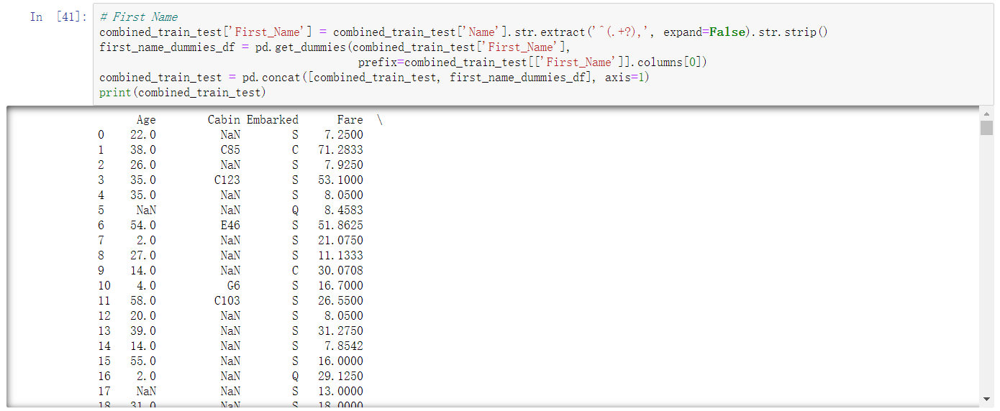 In [41]:
# First Name
combined_train_test['First_Name'] = combined_train_test['Name'].str.extract('^(.+?),', expand=False).str.strip()
first_name_dummies_df = pd.get_dummies(combined_train_test['First_Name'],
prefix=combined_train_test[['First_Name']].columns[0])
combined_train_test = pd.concat([combined_train_test, first_name_dummies_df], axis=1)
print(combined_train_test)
Age Cabin Embarked Fare \
0 22.0 NaN S 7.2500
1 38.0 C85 C 71.2833
2 26.0 NaN S 7.9250
3 35.0 C123 S 53.1000
4 35.0 NaN S 8.0500
5 NaN NaN Q 8.4583
6 54.0 E46 S 51.8625
7 2.0 NaN S 21.0750
8 27.0 NaN S 11.1333
9 14.0 NaN C 30.0708
10 4.0 G6 S 16.7000
11 58.0 C103 S 26.5500
12 20.0 NaN S 8.0500
13 39.0 NaN S 31.2750
14 14.0 NaN S 7.8542
15 55.0 NaN S 16.0000
16 2.0 NaN Q 29.1250
17 NaN NaN S 13.0000
18 31.0 NaN S 18.0000